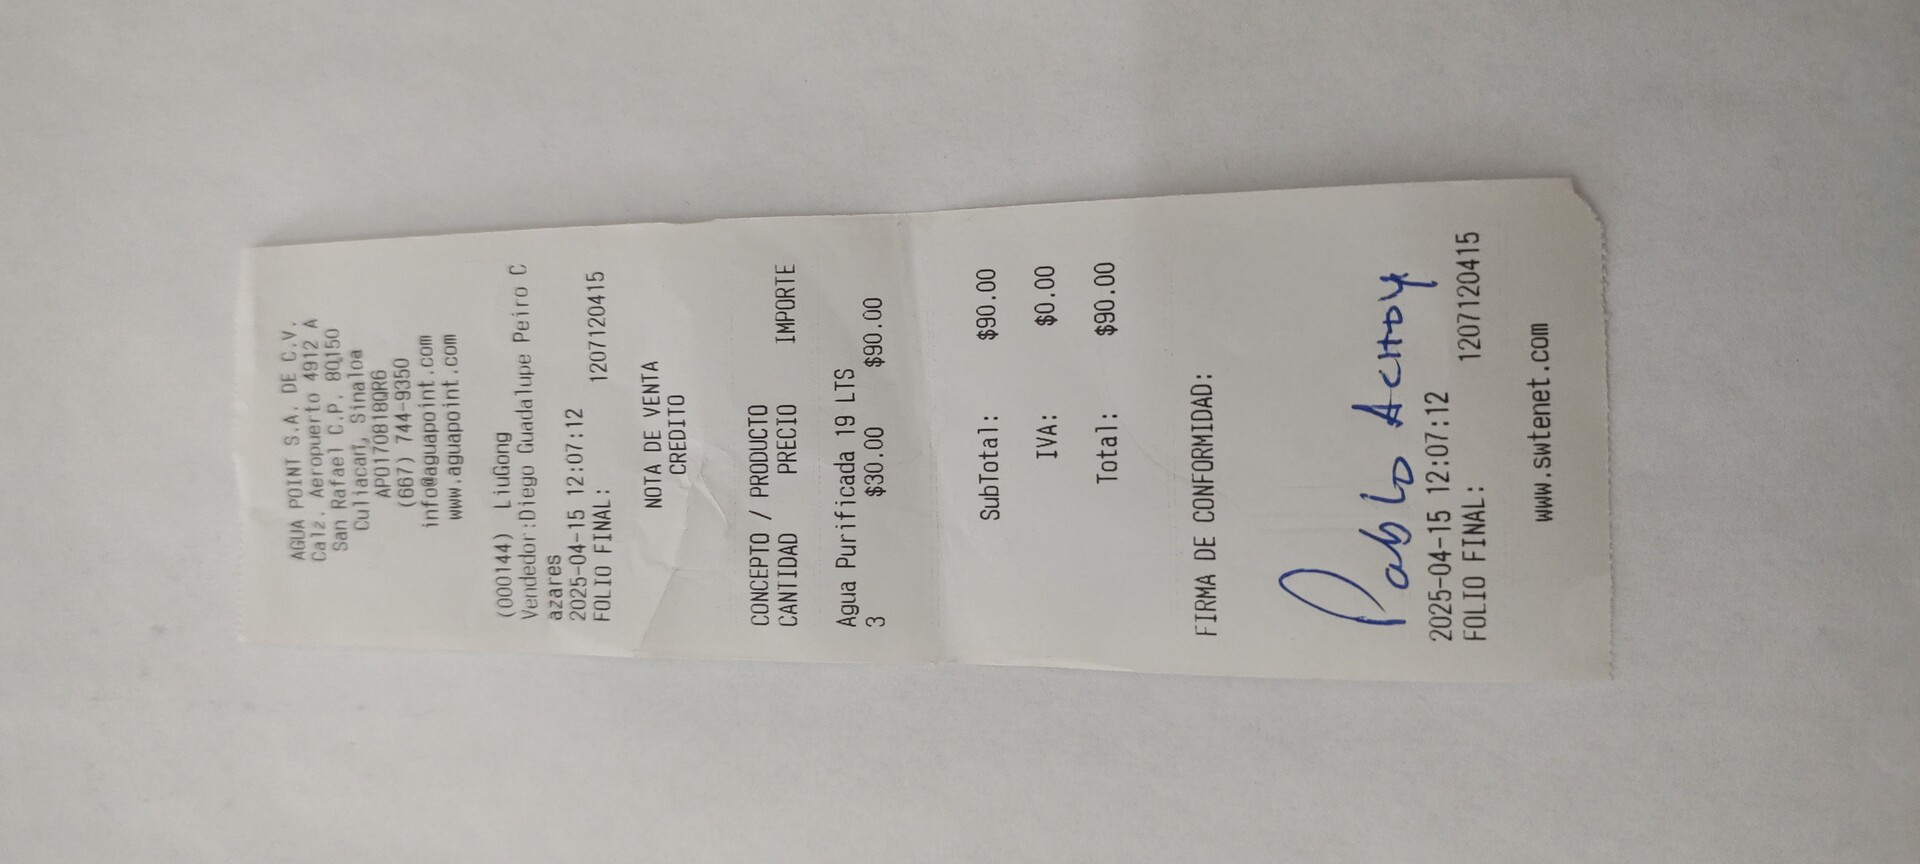 AGUA POINT S.A. DE C.V.
Calz. Aeropuerto 4912 A
San Rafael C.P. 80150
Culiacan, Sinaloa
APO170818QR6
(667) 744-9350
info@aguapoint.com
www.aguapoint.com
(000144) LiuGong
Vendedor:Diego Guadalupe Peiro C
azares
2025-04-15 12:07:12
FOLIO FINAL: 1207120415
NOTA DE VENTA
CREDITO
CONCEPTO / PRODUCTO
CANTIDAD PRECIO IMPORTE
Agua Purificada 19 LTS
3 $30.00 $90.00
SubTotal: $90.00
IVA: $0.00
Total: $90.00
FIRMA DE CONFORMIDAD:
Pablo Achoy
2025-04-15 12:07:12
FOLIO FINAL: 1207120415
www.swtenet.com